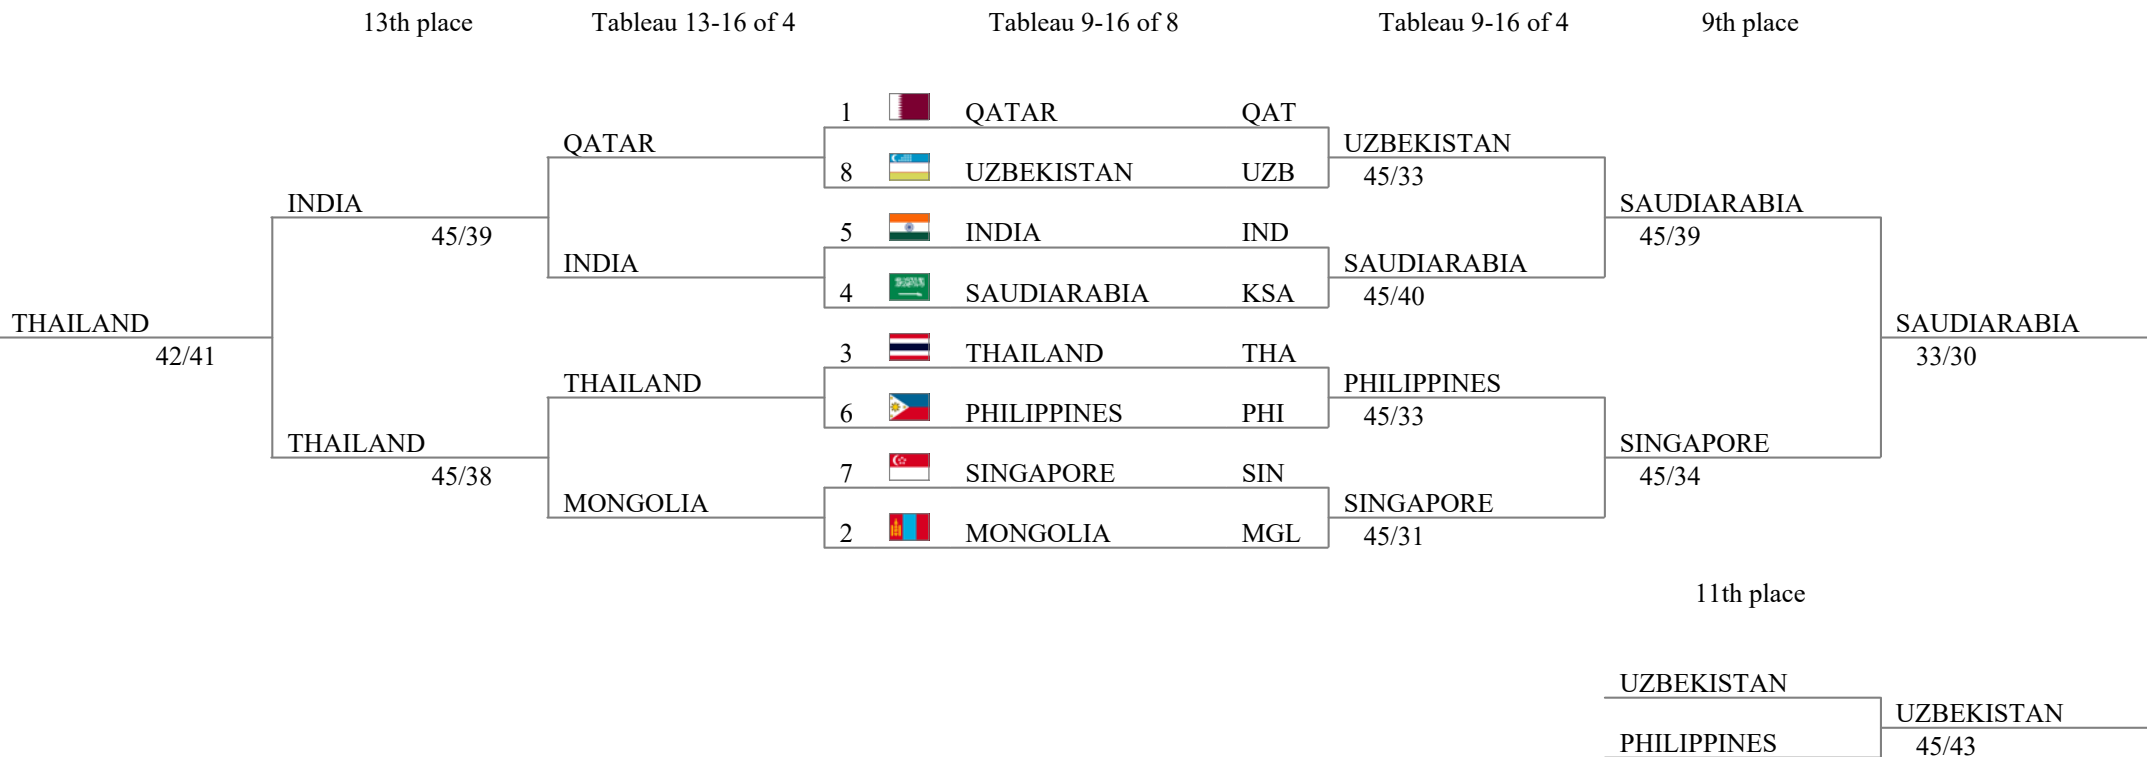 13th place Tableau 13-16 of 4 Tableau 9-16 of 8 Tableau 9-16 of 4 9th place
1 QATAR QAT
QATAR UZBEKISTAN
8 UZBEKISTAN UZB 45/33
INDIA SAUDIARABIA
45/39 5 INDIA IND 45/39
INDIA SAUDIARABIA
4 SAUDIARABIA KSA 45/40
THAILAND SAUDIARABIA
42/41 3 THAILAND THA 33/30
THAILAND PHILIPPINES
6 PHILIPPINES PHI 45/33
THAILAND SINGAPORE
45/38 7 SINGAPORE SIN 45/34
MONGOLIA SINGAPORE
2 MONGOLIA MGL 45/31
11th place
UZBEKISTAN
UZBEKISTAN
PHILIPPINES 45/43